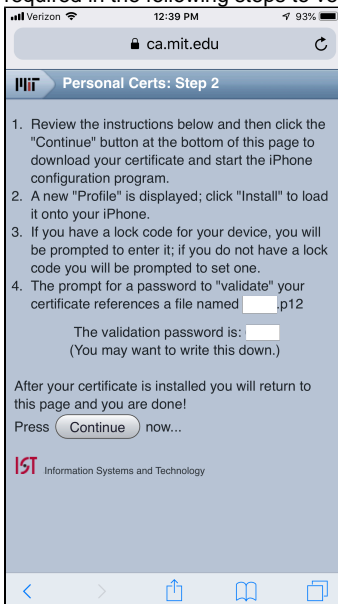 required in the following steps to ve
Verizon 12:39 PM 93%
ca.mit.edu
MIT Personal Certs: Step 2
1. Review the instructions below and then click the
"Continue" button at the bottom of this page to
download your certificate and start the iPhone
configuration program.
2. A new "Profile" is displayed; click "Install" to load
it onto your iPhone.
3. If you have a lock code for your device, you will
be prompted to enter it; if you do not have a lock
code you will be prompted to set one.
4. The prompt for a password to "validate" your
certificate references a file named .p12
The validation password is:
(You may want to write this down.)
After your certificate is installed you will return to
this page and you are done!
Press Continue now...
IST Information Systems and Technology